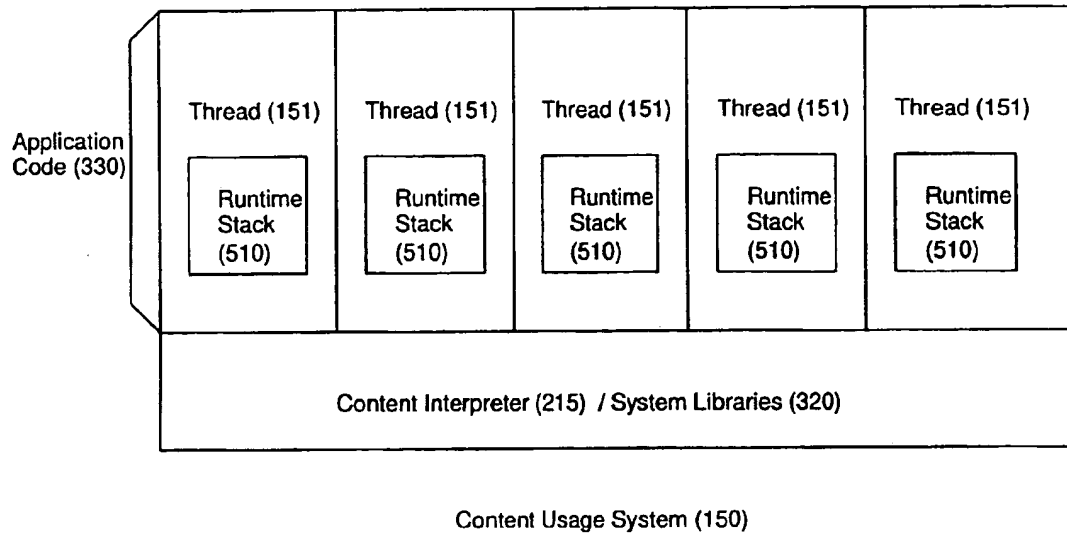 Thread (151) Thread (151) Thread (151) Thread (151) Thread (151)
Application
Code (330)
Runtime
Stack
(510)
Runtime
Stack
(510)
Runtime
Stack
(510)
Runtime
Stack
(510)
Runtime
Stack
(510)
Content Interpreter (215) / System Libraries (320)
Content Usage System (150)